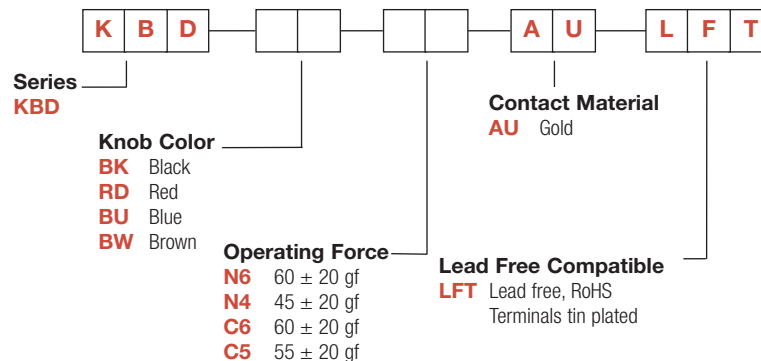 K B D A U L F T
Series
KBD
Contact Material
AU Gold
Knob Color
BK Black
RD Red
BU Blue
BW Brown
Operating Force
N6 60 ± 20 gf
N4 45 ± 20 gf
C6 60 ± 20 gf
C5 55 ± 20 gf
Lead Free Compatible
LFT Lead free, RoHS
Terminals tin plated